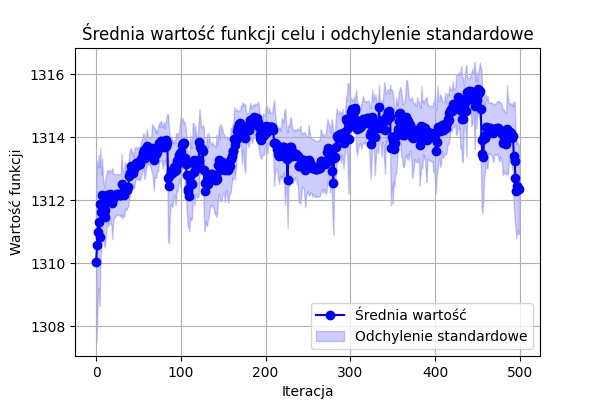 Średnia wartość funkcji celu i odchylenie standardowe
Wartość funkcji
1316
1314
1312
1310
1308
0
100
200
300
400
500
Iteracja
Średnia wartość
Odchylenie standardowe